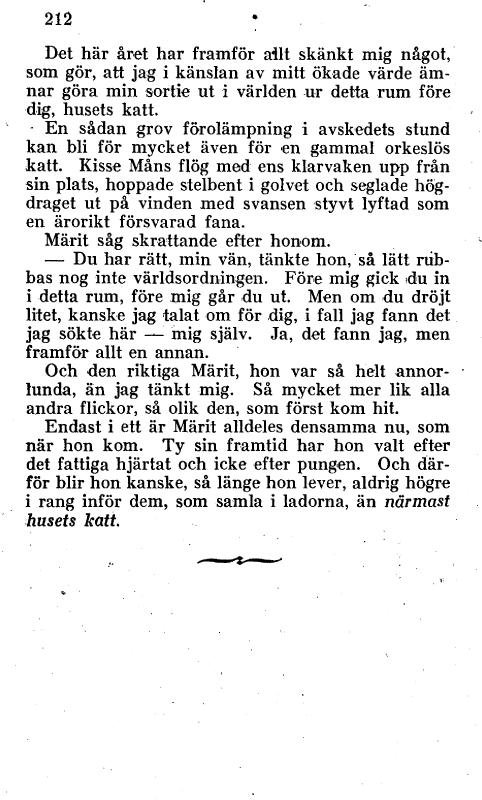 212
Det här året har framför allt skänkt mig något,
som gör, att jag i känslan av mitt ökade värde äm-
nar göra min sortie ut i världen ur detta rum före
dig, husets katt.
En sådan grov förolämpning i avskedets stund
kan bli för mycket även för en gammal orkeslös
katt. Kisse Måns flög med ens klarvaken upp från
sin plats, hoppade stelbent i golvet och seglade hög-
draget ut på vinden med svansen styvt lyftad som
en ärorikt försvarad fana.
Märit såg skrattande efter honom.
— Du har rätt, min vän, tänkte hon, så lätt rub-
bas nog inte världsordningen. Före mig gick du in
i detta rum, före mig går du ut. Men om du dröjt
litet, kanske jag talat om för dig, i fall jag fann det
jag sökte här — mig själv. Ja, det fann jag, men
framför allt en annan.
Och den riktiga Märit, hon var så helt annor-
lunda, än jag tänkt mig. Så mycket mer lik alla
andra flickor, så olik den, som först kom hit.
Endast i ett är Märit alldeles densamma nu, som
när hon kom. Ty sin framtid har hon valt efter
det fattiga hjärtat och icke efter pungen. Och där-
för blir hon kanske, så länge hon lever, aldrig högre
i rang inför dem, som samla i ladorna, än närmast
husets katt.